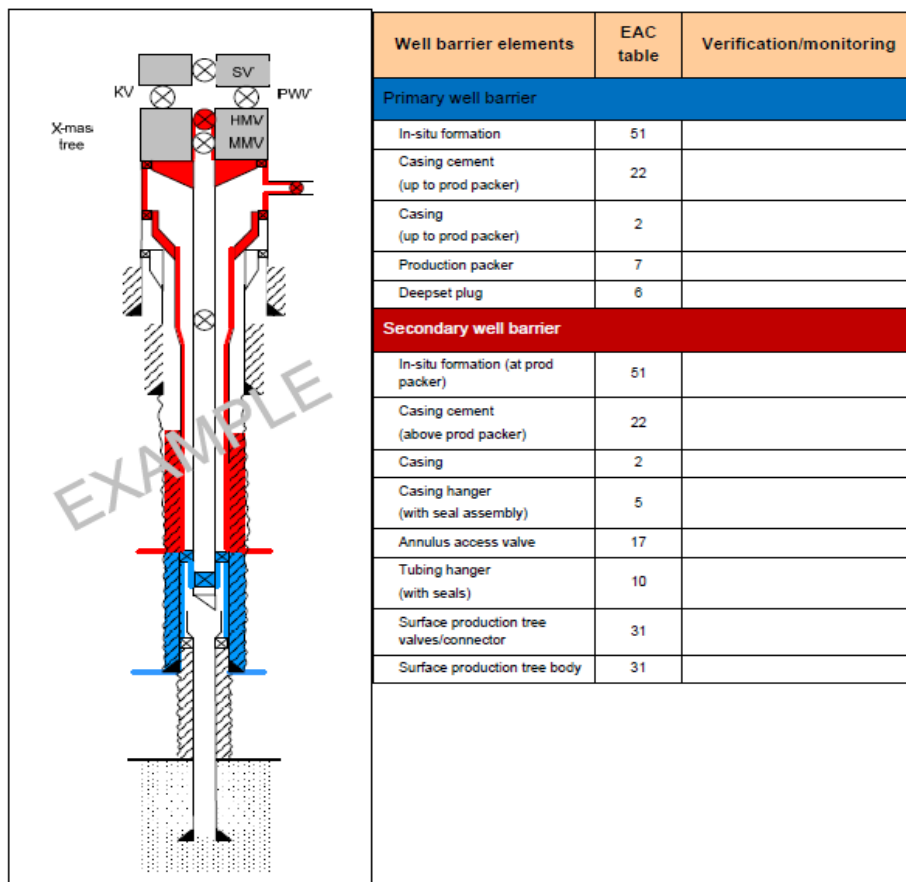 KV
SV
PWV
HMV
MMV
X-mas
tree
EXAMPLE
Well barrier elements
EAC
table
Verification/monitoring
Primary well barrier
In-situ formation
51
Casing cement
(up to prod packer)
22
Casing
(up to prod packer)
2
Production packer
7
Deepset plug
6
Secondary well barrier
In-situ formation (at prod
packer)
51
Casing cement
(above prod packer)
22
Casing
2
Casing hanger
(with seal assembly)
5
Annulus access valve
17
Tubing hanger
(with seals)
10
Surface production tree
valves/connector
31
Surface production tree body
31